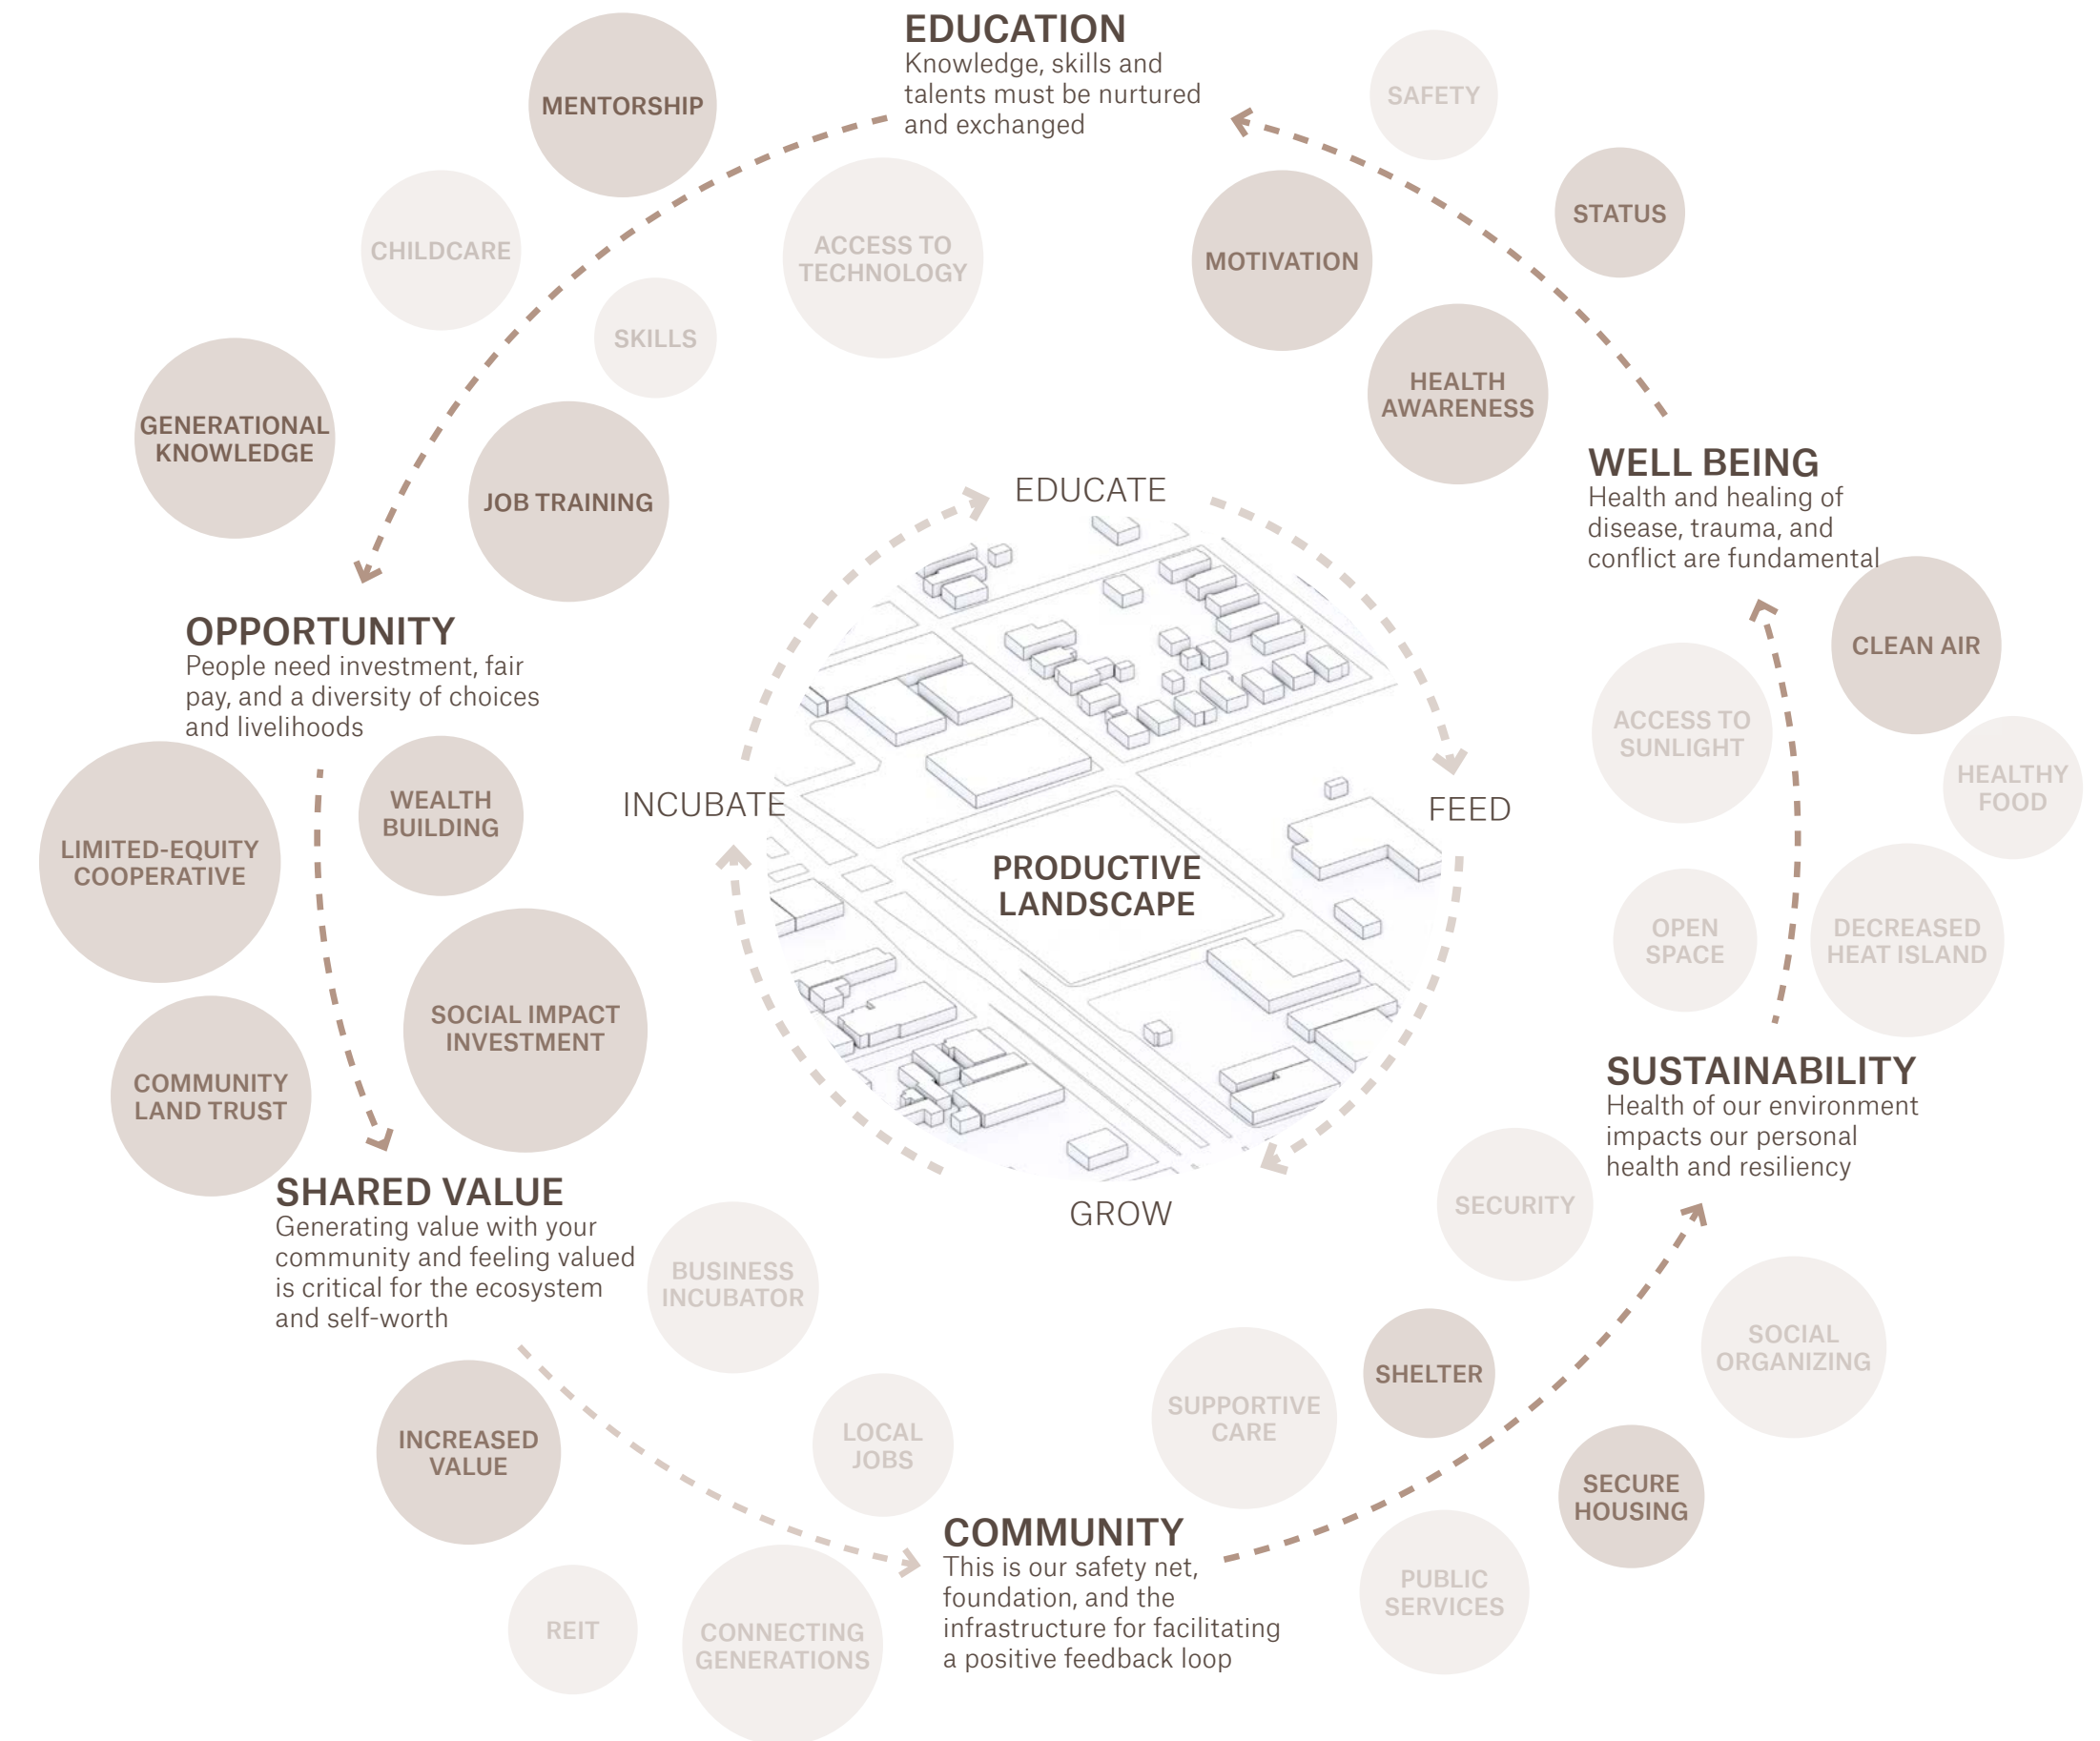 EDUCATION
Knowledge, skills and
talents must be nurtured
and exchanged
MENTORSHIP
SAFETY
STATUS
CHILDCARE
ACCESS TO
TECHNOLOGY
MOTIVATION
SKILLS
HEALTH
AWARENESS
GENERATIONAL
KNOWLEDGE
JOB TRAINING
WELL BEING
Health and healing of
disease, trauma, and
conflict are fundamental
EDUCATE
OPPORTUNITY
People need investment, fair
pay, and a diversity of choices
and livelihoods
CLEAN AIR
ACCESS TO
SUNLIGHT
HEALTHY
FOOD
WEALTH
BUILDING
INCUBATE
FEED
LIMITED-EQUITY
COOPERATIVE
PRODUCTIVE
LANDSCAPE
OPEN
SPACE
DECREASED
HEAT ISLAND
SOCIAL IMPACT
INVESTMENT
COMMUNITY
LAND TRUST
SUSTAINABILITY
Health of our environment
impacts our personal
health and resiliency
SHARED VALUE
Generating value with your
community and feeling valued
is critical for the ecosystem
and self-worth
GROW
SECURITY
BUSINESS
INCUBATOR
SOCIAL
ORGANIZING
SHELTER
SUPPORTIVE
CARE
INCREASED
VALUE
LOCAL
JOBS
SECURE
HOUSING
COMMUNITY
This is our safety net,
foundation, and the
infrastructure for facilitating
a positive feedback loop
PUBLIC
SERVICES
REIT
CONNECTING
GENERATIONS